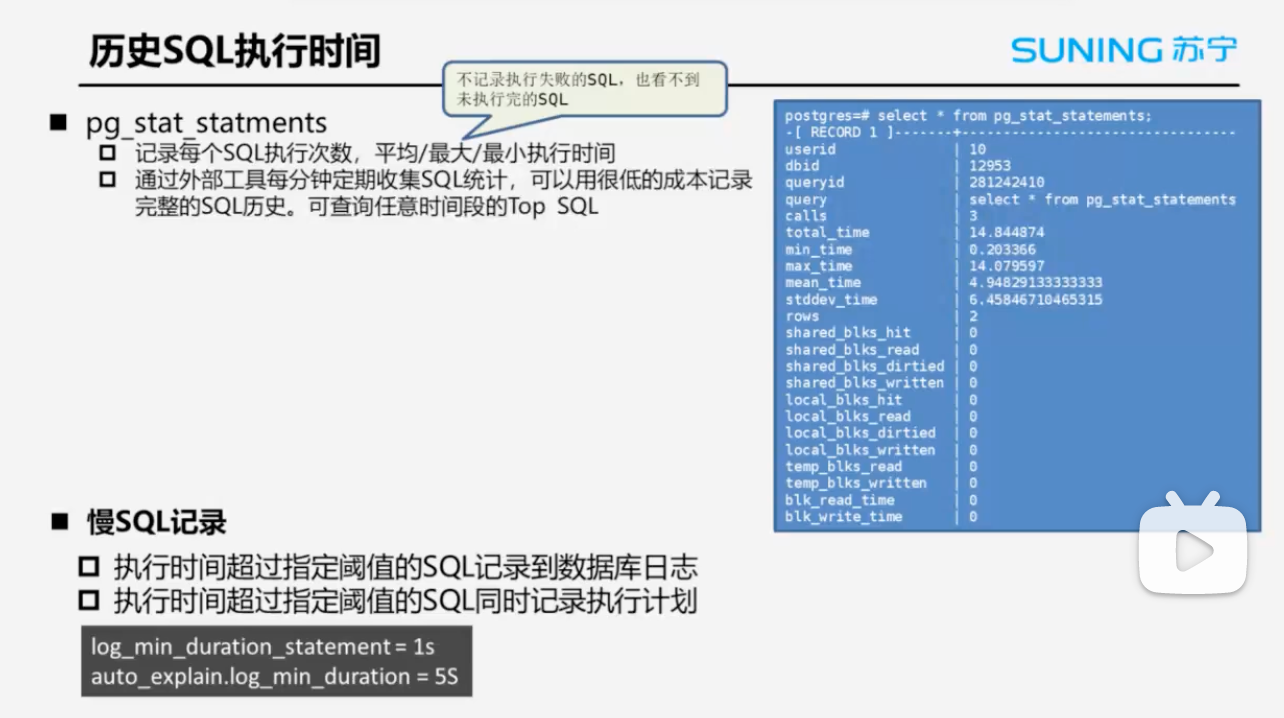 历史SQL执行时间
SUNING 苏宁
不记录执行失败的SQL，也看不到
未执行完的SQL
pg_stat_statments
记录每个SQL执行次数，平均/最大/最小执行时间
通过外部工具每分钟定期收集SQL统计，可以用很低的成本记录
完整的SQL历史。可查询任意时间段的Top SQL
postgres=# select * from pg_stat_statements;
-[ RECORD 1 ]-------+---------------------------------
userid | 10
dbid | 12953
queryid | 281242410
query | select * from pg_stat_statements
calls | 3
total_time | 14.844874
min_time | 0.203366
max_time | 14.079597
mean_time | 4.94829133333333
stddev_time | 6.45846710465315
rows | 2
shared_blks_hit | 0
shared_blks_read | 0
shared_blks_dirtied | 0
shared_blks_written | 0
local_blks_hit | 0
local_blks_read | 0
local_blks_dirtied | 0
local_blks_written | 0
temp_blks_read | 0
temp_blks_written | 0
blk_read_time | 0
blk_write_time | 0
慢SQL记录
执行时间超过指定阈值的SQL记录到数据库日志
执行时间超过指定阈值的SQL同时记录执行计划
log_min_duration_statement = 1s
auto_explain.log_min_duration = 5S